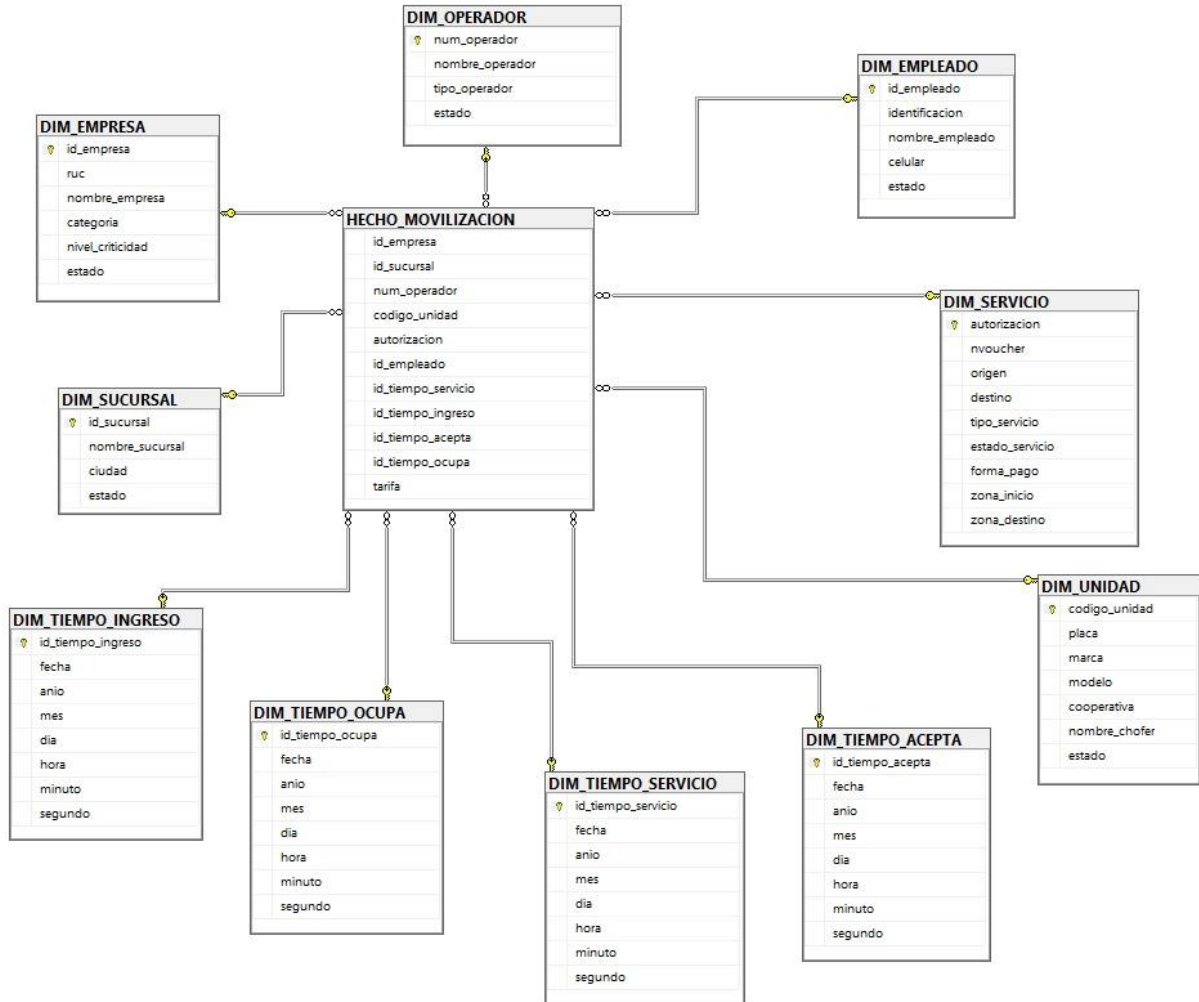 DIM_OPERADOR
num_operador
nombre_operador
tipo_operador
estado
DIM_EMPLEADO
id_empleado
identificacion
nombre_empleado
celular
estado
DIM_EMPRESA
id_empresa
ruc
nombre_empresa
categoria
nivel_criticidad
estado
HECHO_MOVILIZACION
id_empresa
id_sucursal
num_operador
codigo_unidad
autorizacion
id_empleado
id_tiempo_servicio
id_tiempo_ingreso
id_tiempo_acepta
id_tiempo_ocupa
tarifa
DIM_SERVICIO
autorizacion
nvoucher
origen
destino
tipo_servicio
estado_servicio
forma_pago
zona_inicio
zona_destino
DIM_SUCURSAL
id_sucursal
nombre_sucursal
ciudad
estado
DIM_UNIDAD
codigo_unidad
placa
marca
modelo
cooperativa
nombre_chofer
estado
DIM_TIEMPO_INGRESO
id_tiempo_ingreso
fecha
anio
mes
dia
hora
minuto
segundo
DIM_TIEMPO_OCUPA
id_tiempo_ocupa
fecha
anio
mes
dia
hora
minuto
segundo
DIM_TIEMPO_SERVICIO
id_tiempo_servicio
fecha
anio
mes
dia
hora
minuto
segundo
DIM_TIEMPO_ACEPTA
id_tiempo_acepta
fecha
anio
mes
dia
hora
minuto
segundo